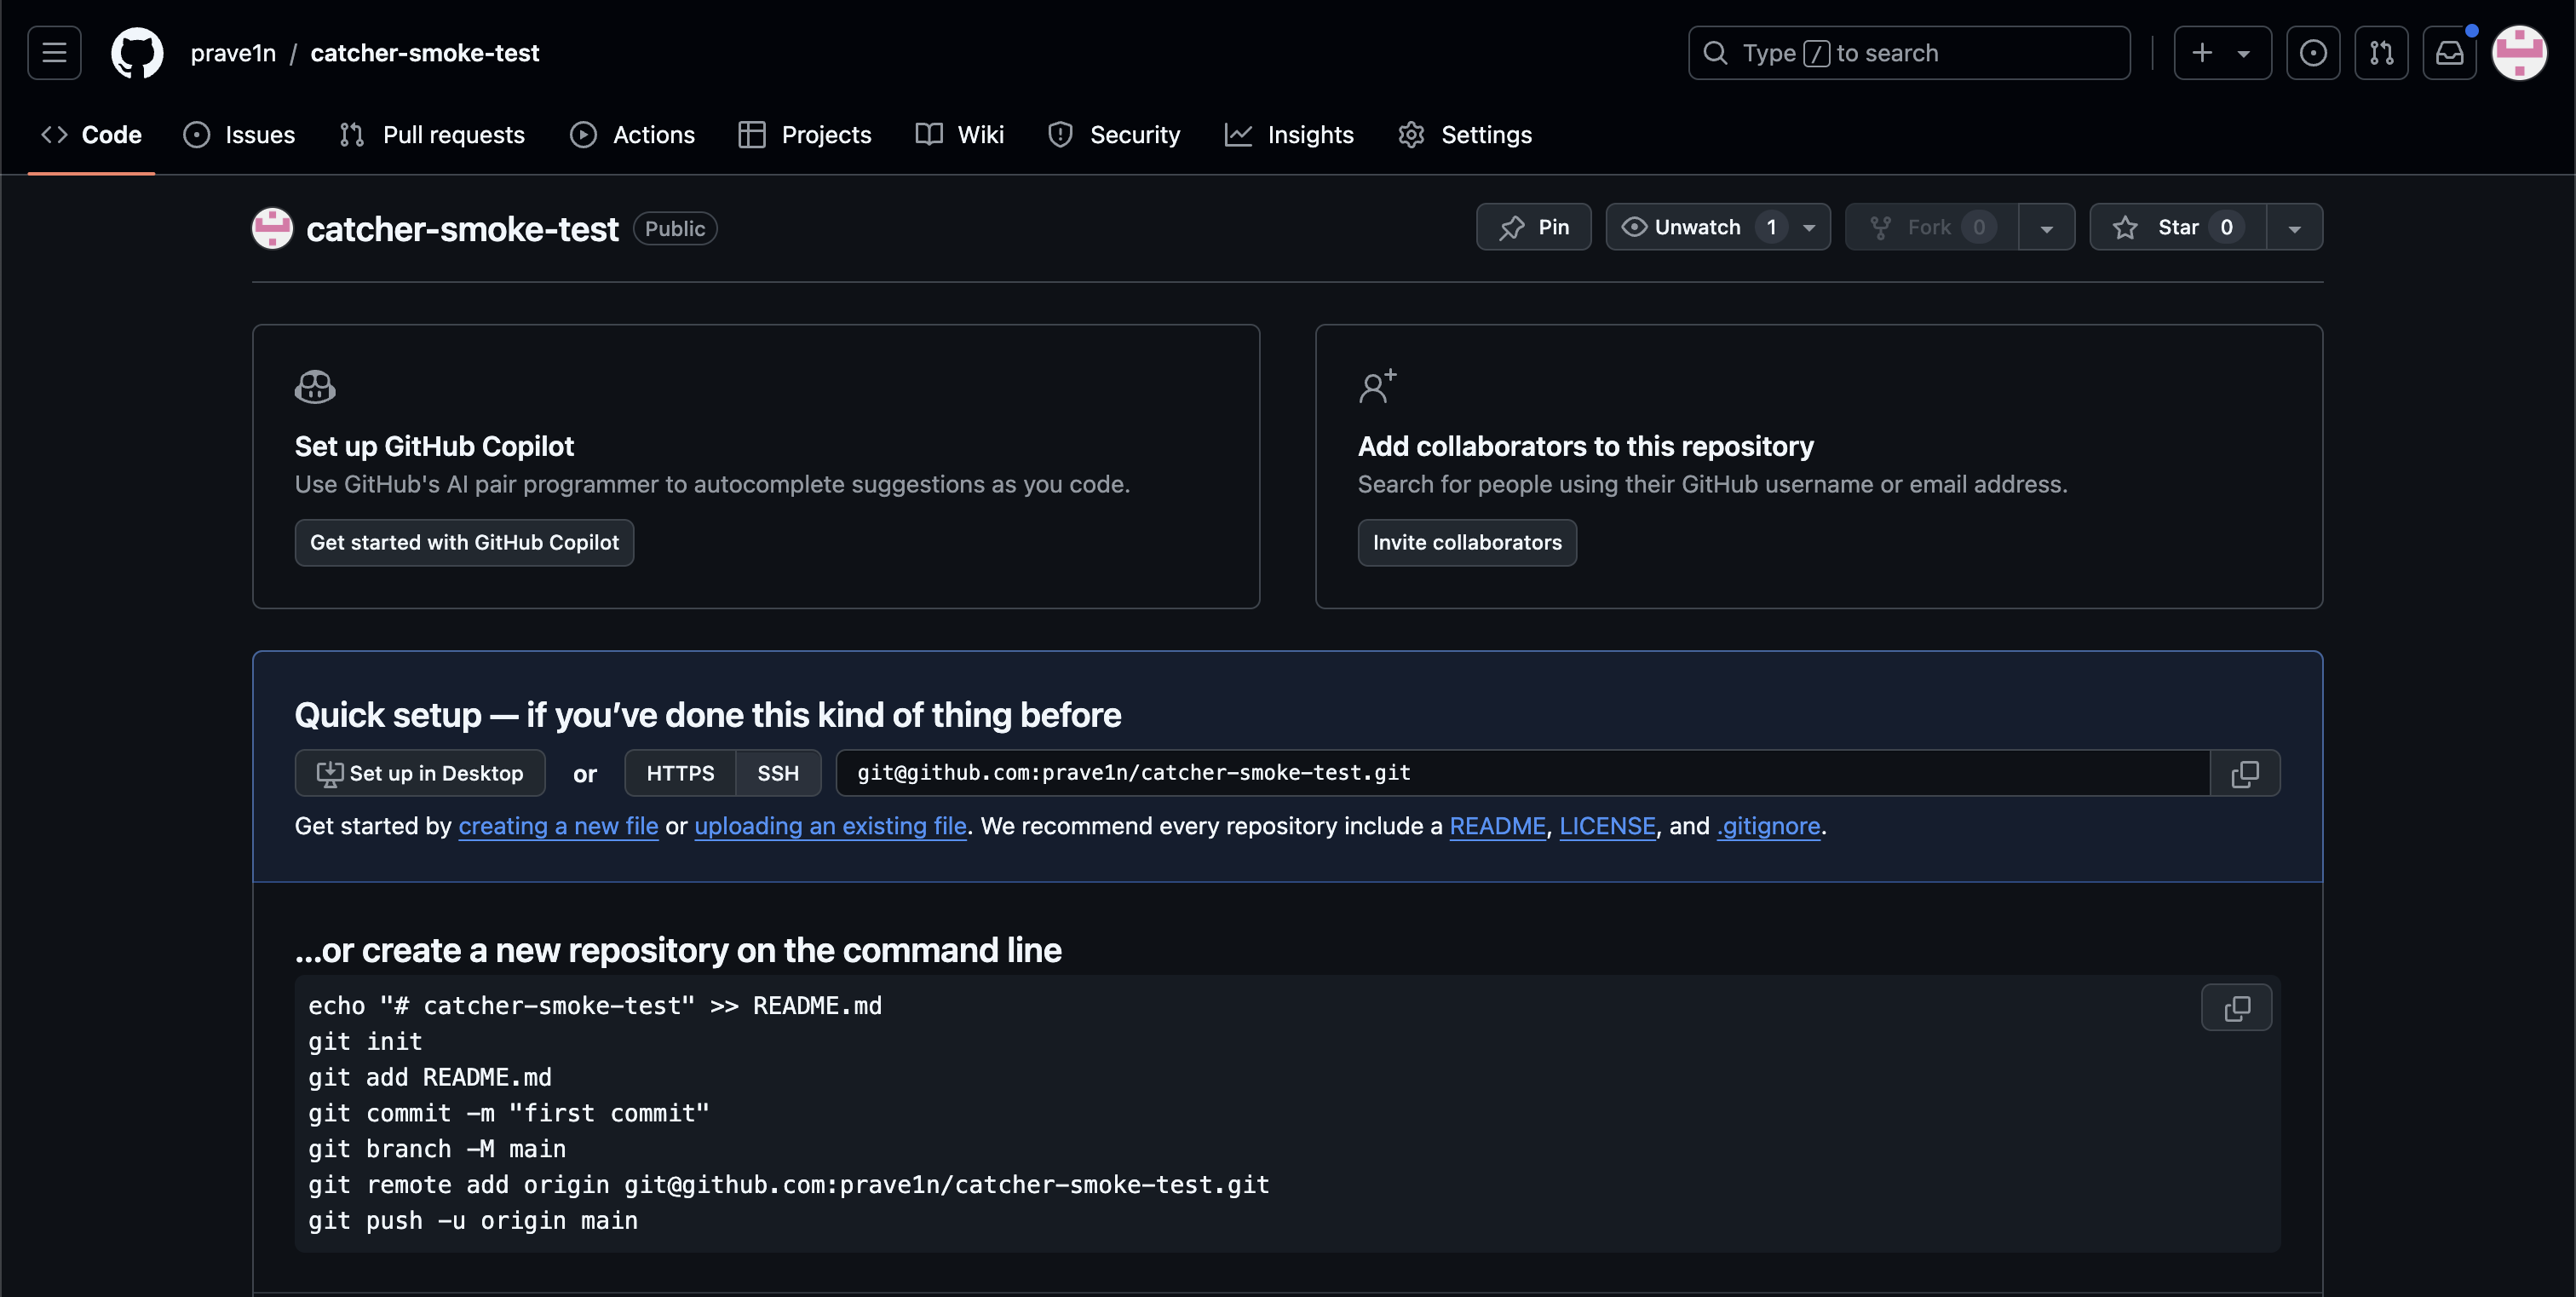 prave1n / catcher-smoke-test
Type / to search
Code Issues Pull requests Actions Projects Wiki Security Insights Settings
catcher-smoke-test Public
Pin Unwatch 1 Fork 0 Star 0
Set up GitHub Copilot
Use GitHub's AI pair programmer to autocomplete suggestions as you code.
Get started with GitHub Copilot
Add collaborators to this repository
Search for people using their GitHub username or email address.
Invite collaborators
Quick setup — if you’ve done this kind of thing before
Set up in Desktop or HTTPS SSH git@github.com:prave1n/catcher-smoke-test.git
Get started by creating a new file or uploading an existing file. We recommend every repository include a README, LICENSE, and .gitignore.
…or create a new repository on the command line
echo "# catcher-smoke-test" >> README.md
git init
git add README.md
git commit -m "first commit"
git branch -M main
git remote add origin git@github.com:prave1n/catcher-smoke-test.git
git push -u origin main